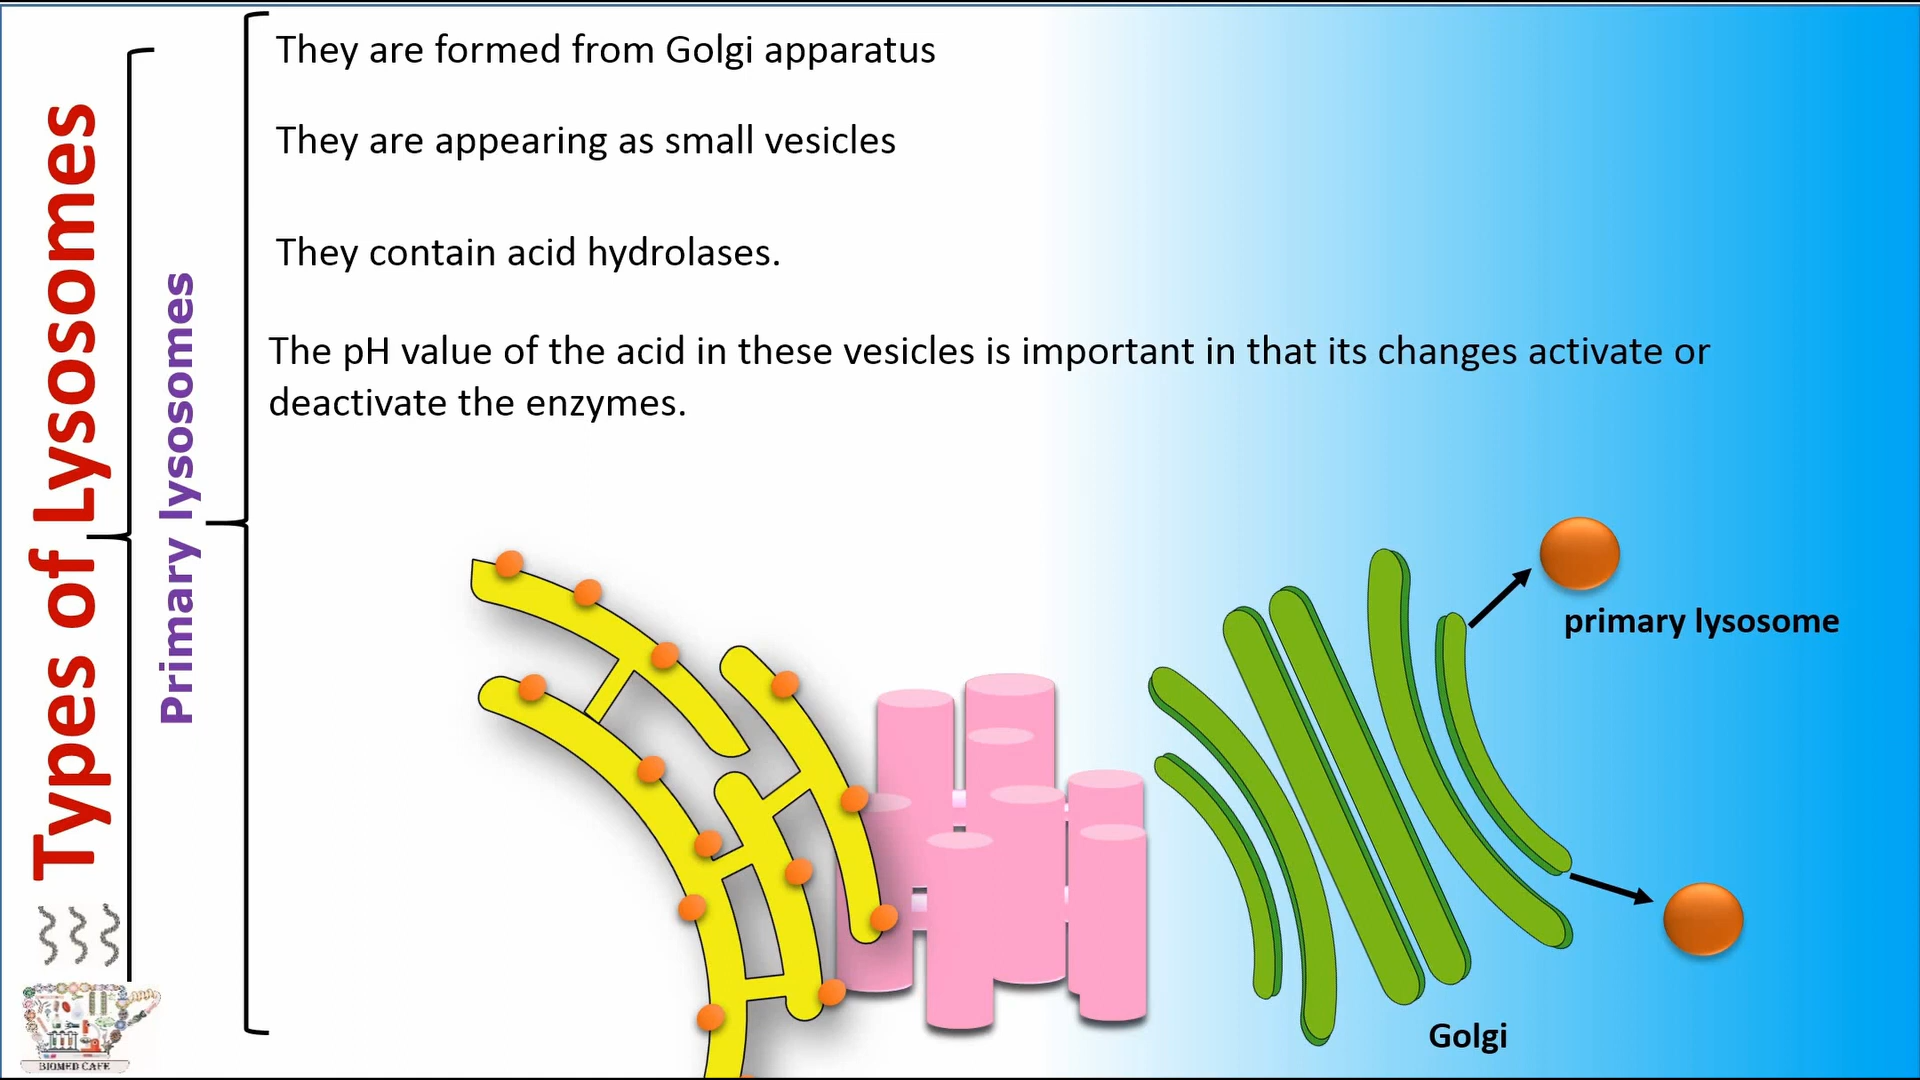 Types of Lysosomes
Primary lysosomes
They are formed from Golgi apparatus
They are appearing as small vesicles
They contain acid hydrolases.
The pH value of the acid in these vesicles is important in that its changes activate or
deactivate the enzymes.
primary lysosome
Golgi
BIOMED CAFE